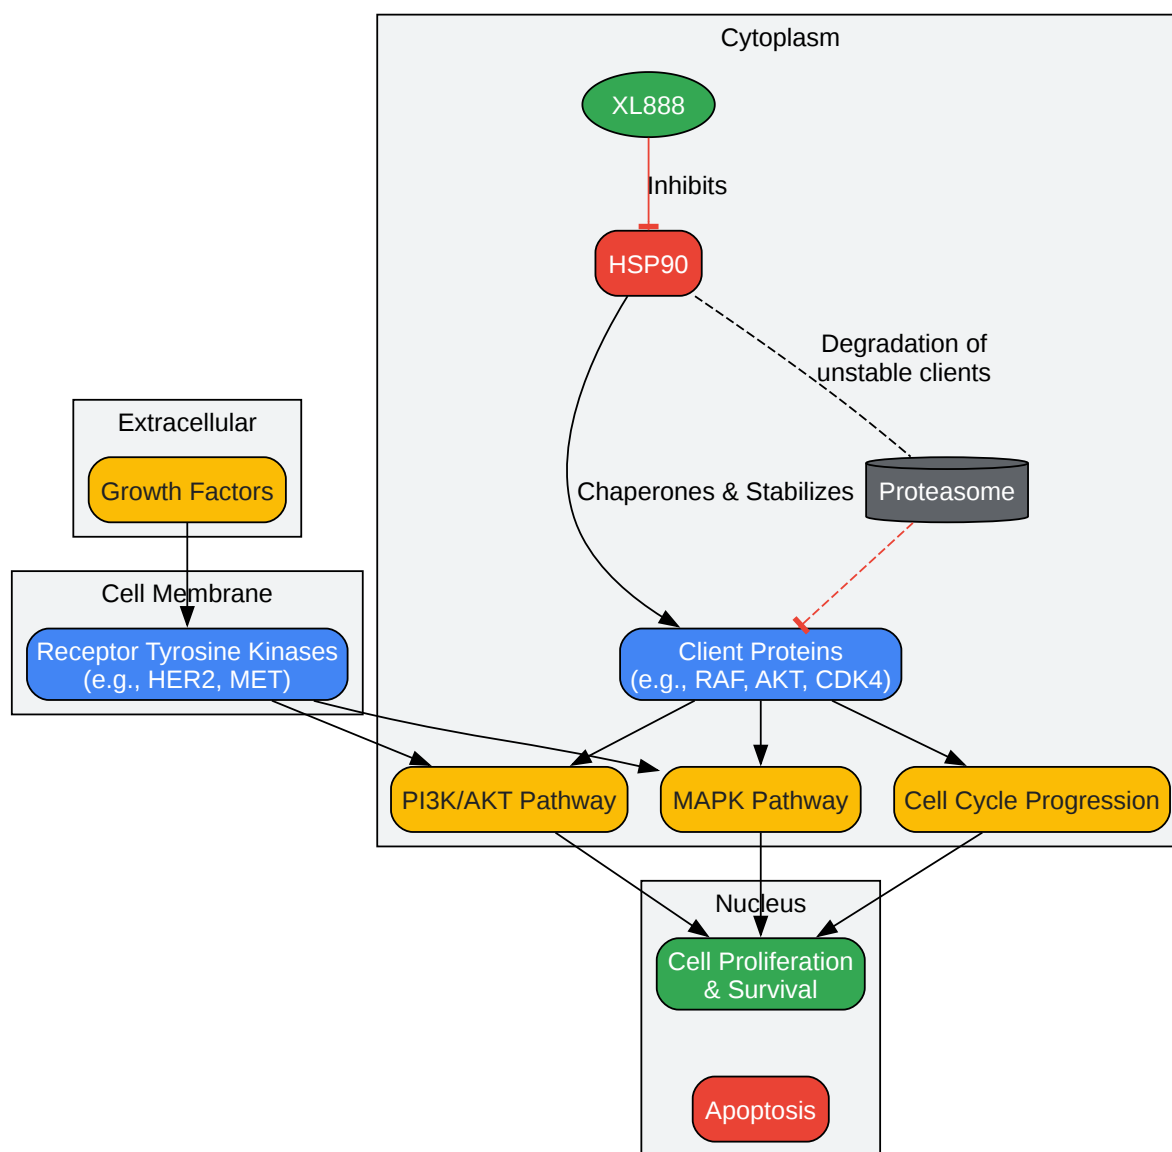 Cytoplasm
XL888
Inhibits
HSP90
Degradation of
unstable clients
Extracellular
Growth Factors
Chaperones & Stabilizes
Proteasome
Cell Membrane
Receptor Tyrosine Kinases
(e.g., HER2, MET)
Client Proteins
(e.g., RAF, AKT, CDK4)
PI3K/AKT Pathway
MAPK Pathway
Cell Cycle Progression
Nucleus
Cell Proliferation
& Survival
Apoptosis